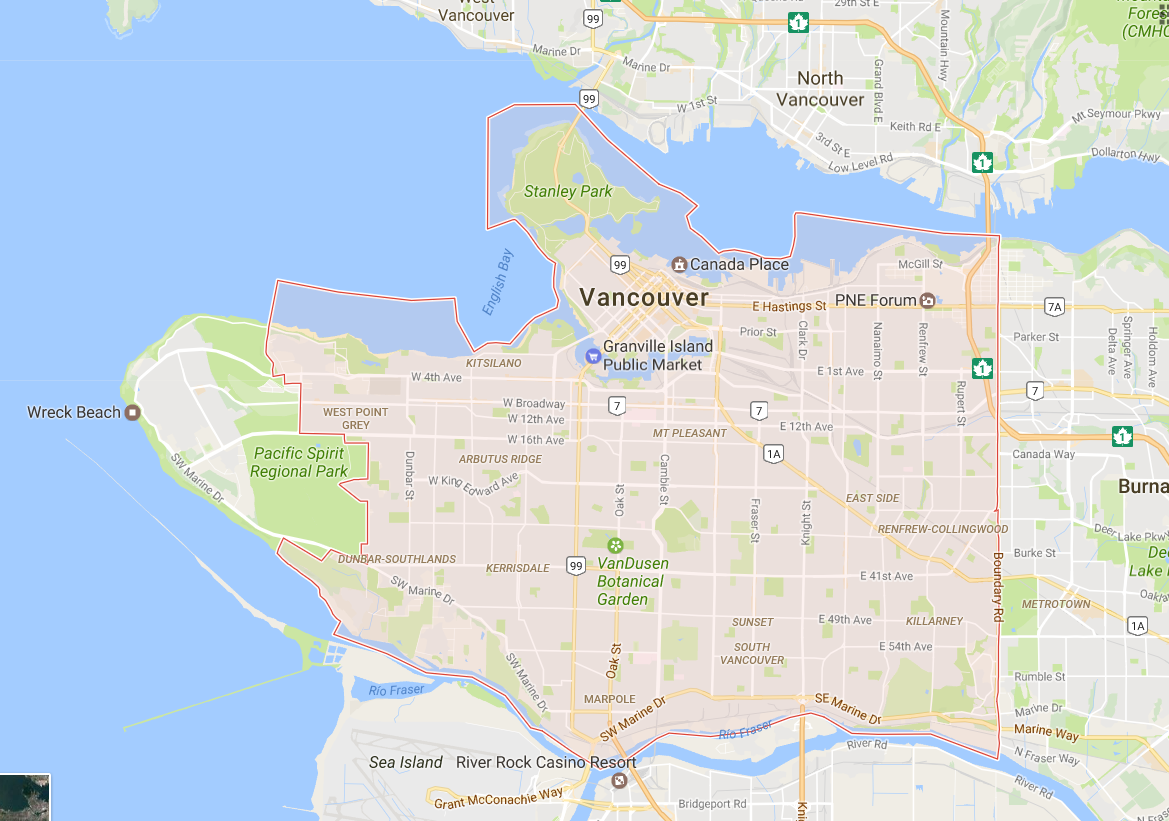 West
Vancouver
99
1
29th St E
Mountain
Fores
(CMHC
Marine Dr
Marine Dr
North
Vancouver
Grand Blvd E
Mountain Hwy
99
W 1st St
Keith Rd E
Mt Seymour Pkwy
3rd St E
Low Level Rd
1
Dollarton Hwy
Stanley Park
English Bay
99
Canada Place
McGill St
Vancouver
E Hastings St
PNE Forum
7A
Prior St
Clark Dr
Nanaimo St
Renfrew St
Parker St
Springer Ave
Delta Ave
Holdom Ave
Granville Island
Public Market
KITSILANO
W 4th Ave
E 1st Ave
1
Rupert St
7
Wreck Beach
WEST POINT
GREY
W Broadway
W 12th Ave
7
7
W 16th Ave
MT PLEASANT
E 12th Ave
1
Pacific Spirit
Regional Park
ARBUTUS RIDGE
1A
Canada Way
SW Marine Dr
Dunbar St
W King Edward Ave
Oak St
Cambie St
Burna
Fraser St
Knight St
EAST SIDE
RENFREW-COLLINGWOOD
Deer Lake Pkwy
DUNBAR-SOUTHLANDS
KERRISDALE
99
VanDusen
Botanical
Garden
E 41st Ave
Boundary Rd
Burke St
Dee
Lake P
Oakla
SW Marine Dr
METROTOWN
1A
SUNSET
E 49th Ave
KILLARNEY
SOUTH
VANCOUVER
E 54th Ave
Oak St
SW Marine Dr
Rumble St
Río Fraser
MARPOLE
SW Marine Dr
SE Marine Dr
Marine Dr
Marine Way
Río Fraser
River Rd
N Fraser Way
Sea Island
River Rock Casino Resort
Grant McConachie Way
Bridgeport Rd
Kni
River Rd
N Fras